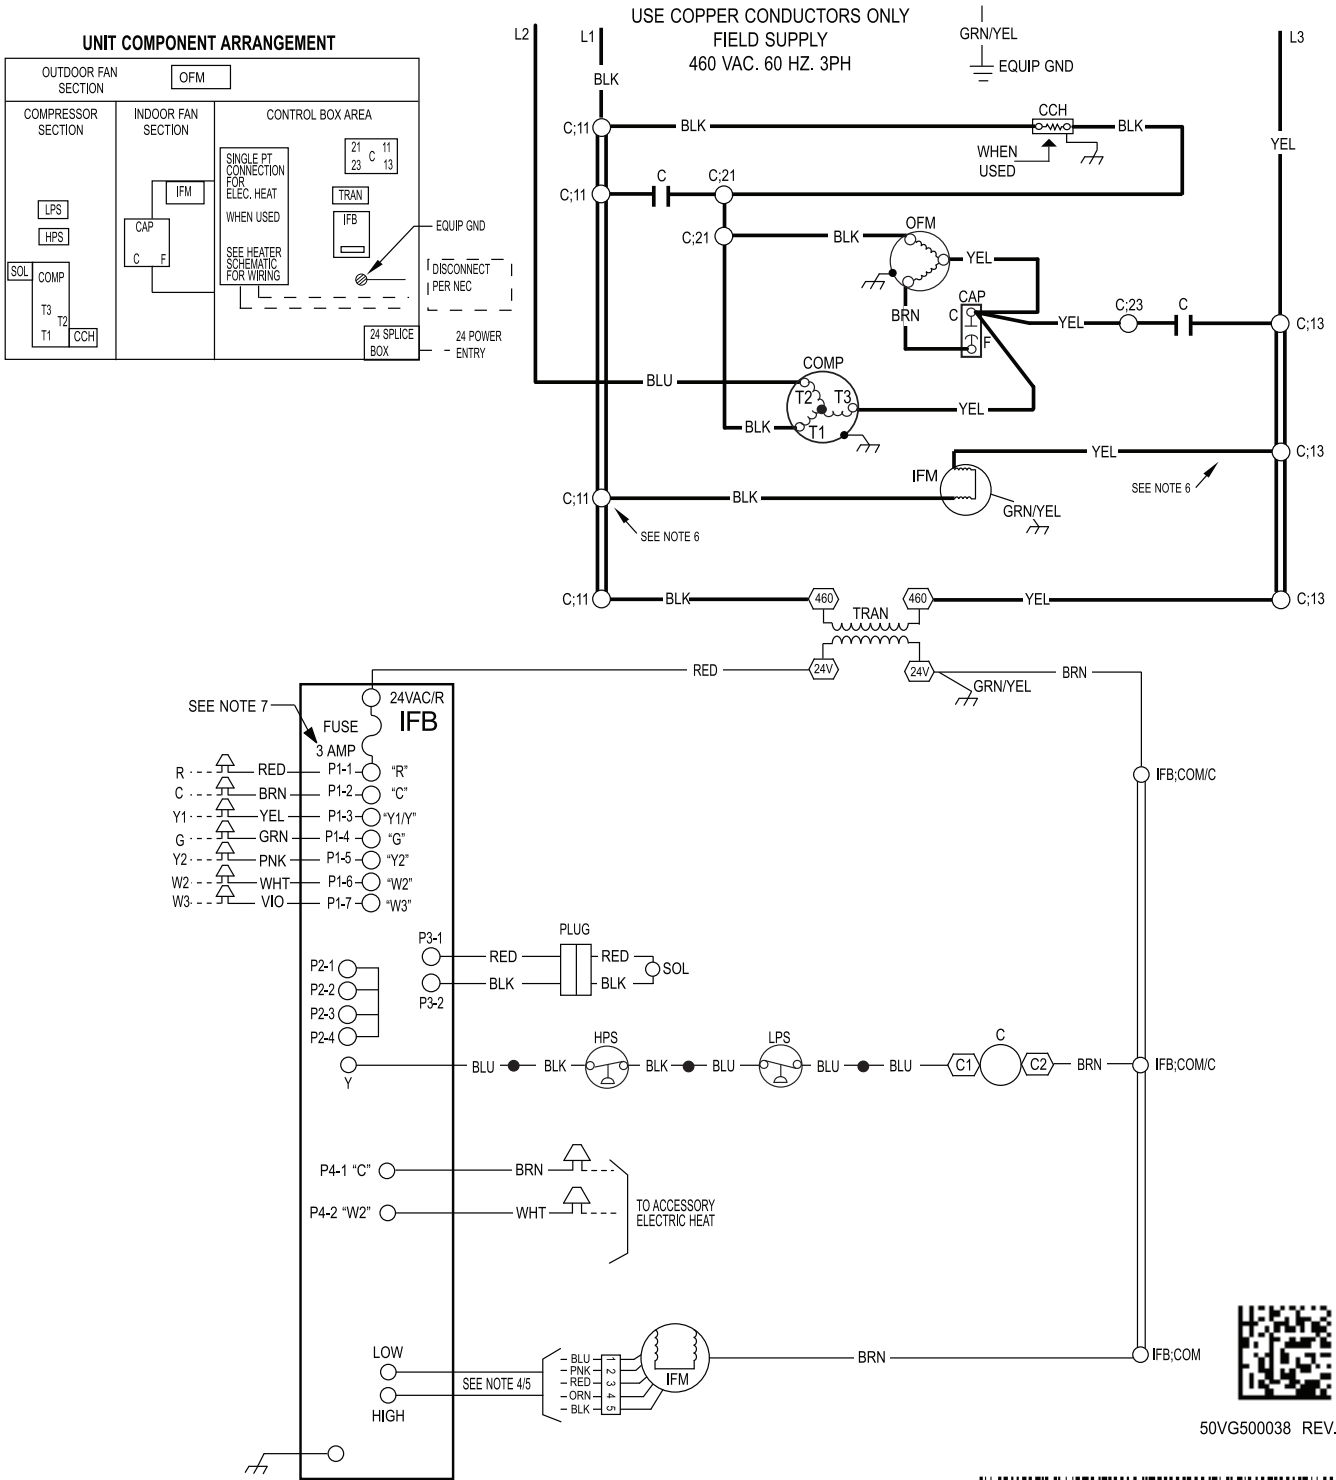 UNIT COMPONENT ARRANGEMENT
OUTDOOR FAN
SECTION
OFM
COMPRESSOR
SECTION
INDOOR FAN
SECTION
CONTROL BOX AREA
LPS
HPS
SOL
COMP
T3
T2
T1
CCH
IFM
CAP
C F
SINGLE PT
CONNECTION
FOR
ELEC. HEAT
WHEN USED
SEE HEATER
SCHEMATIC
FOR WIRING
21 C 11
23 13
TRAN
IFB
EQUIP GND
DISCONNECT
PER NEC
24 SPLICE
BOX
24 POWER
ENTRY
USE COPPER CONDUCTORS ONLY
FIELD SUPPLY
460 VAC. 60 HZ. 3PH
GRN/YEL
EQUIP GND
L2
L1
L3
BLK
YEL
C;11
BLK
CCH
BLK
WHEN
USED
C;11
C
C;21
C;21
BLK
OFM
YEL
BRN
CAP
C
F
YEL
C;23
C
C;13
BLU
COMP
T2 T3
T1
YEL
BLK
C;13
YEL
SEE NOTE 6
IFM
GRN/YEL
C;11
BLK
SEE NOTE 6
C;11
BLK
460
460
TRAN
YEL
C;13
RED
24V
24V
GRN/YEL
BRN
SEE NOTE 7
24VAC/R
IFB
FUSE
3 AMP
R RED P1-1 “R”
C BRN P1-2 “C”
Y1 YEL P1-3 “Y1/Y”
G GRN P1-4 “G”
Y2 PNK P1-5 “Y2”
W2 WHT P1-6 “W2”
W3 VIO P1-7 “W3”
IFB;COM/C
P3-1
RED
PLUG
RED
SOL
BLK
BLK
P3-2
P2-1
P2-2
P2-3
P2-4
Y
BLU
BLK
HPS
BLK
BLU
LPS
BLU
BLU
C1
C
C2
BRN
IFB;COM/C
P4-1 “C”
BRN
P4-2 “W2”
WHT
TO ACCESSORY
ELECTRIC HEAT
LOW
HIGH
SEE NOTE 4/5
BLU 1
PNK 2
RED 3
ORN 4
BLK 5
IFM
BRN
IFB;COM
50VG500038 REV.